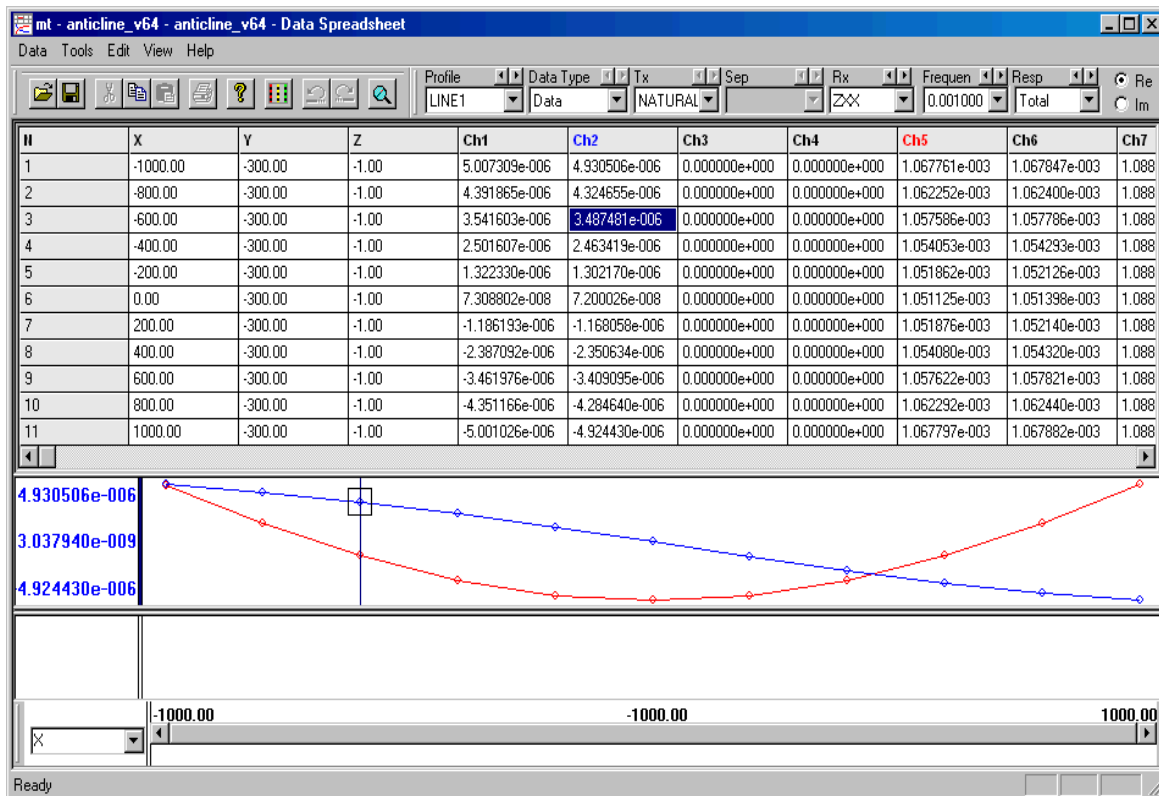 mt - anticline_v64 - anticline_v64 - Data Spreadsheet
Data Tools Edit View Help
Profile Data Type Tx Sep Rx Frequen Resp Re
LINE1 Data NATURAL ZXX 0.001000 Total Im
N X Y Z Ch1 Ch2 Ch3 Ch4 Ch5 Ch6 Ch7
1 -1000.00 -300.00 -1.00 5.007309e-006 4.930506e-006 0.000000e+000 0.000000e+000 1.067761e-003 1.067847e-003 1.088
2 -800.00 -300.00 -1.00 4.391865e-006 4.324655e-006 0.000000e+000 0.000000e+000 1.062252e-003 1.062400e-003 1.088
3 -600.00 -300.00 -1.00 3.541603e-006 3.487481e-006 0.000000e+000 0.000000e+000 1.057586e-003 1.057786e-003 1.088
4 -400.00 -300.00 -1.00 2.501607e-006 2.463419e-006 0.000000e+000 0.000000e+000 1.054053e-003 1.054293e-003 1.088
5 -200.00 -300.00 -1.00 1.322330e-006 1.302170e-006 0.000000e+000 0.000000e+000 1.051862e-003 1.052126e-003 1.088
6 0.00 -300.00 -1.00 7.308802e-008 7.200026e-008 0.000000e+000 0.000000e+000 1.051125e-003 1.051398e-003 1.088
7 200.00 -300.00 -1.00 -1.186193e-006 -1.168058e-006 0.000000e+000 0.000000e+000 1.051876e-003 1.052140e-003 1.088
8 400.00 -300.00 -1.00 -2.387092e-006 -2.350634e-006 0.000000e+000 0.000000e+000 1.054080e-003 1.054320e-003 1.088
9 600.00 -300.00 -1.00 -3.461976e-006 -3.409095e-006 0.000000e+000 0.000000e+000 1.057622e-003 1.057821e-003 1.088
10 800.00 -300.00 -1.00 -4.351166e-006 -4.284640e-006 0.000000e+000 0.000000e+000 1.062292e-003 1.062440e-003 1.088
11 1000.00 -300.00 -1.00 -5.001026e-006 -4.924430e-006 0.000000e+000 0.000000e+000 1.067797e-003 1.067882e-003 1.088
4.930506e-006
3.037940e-009
-4.924430e-006
-1000.00 -1000.00 1000.00
X
Ready